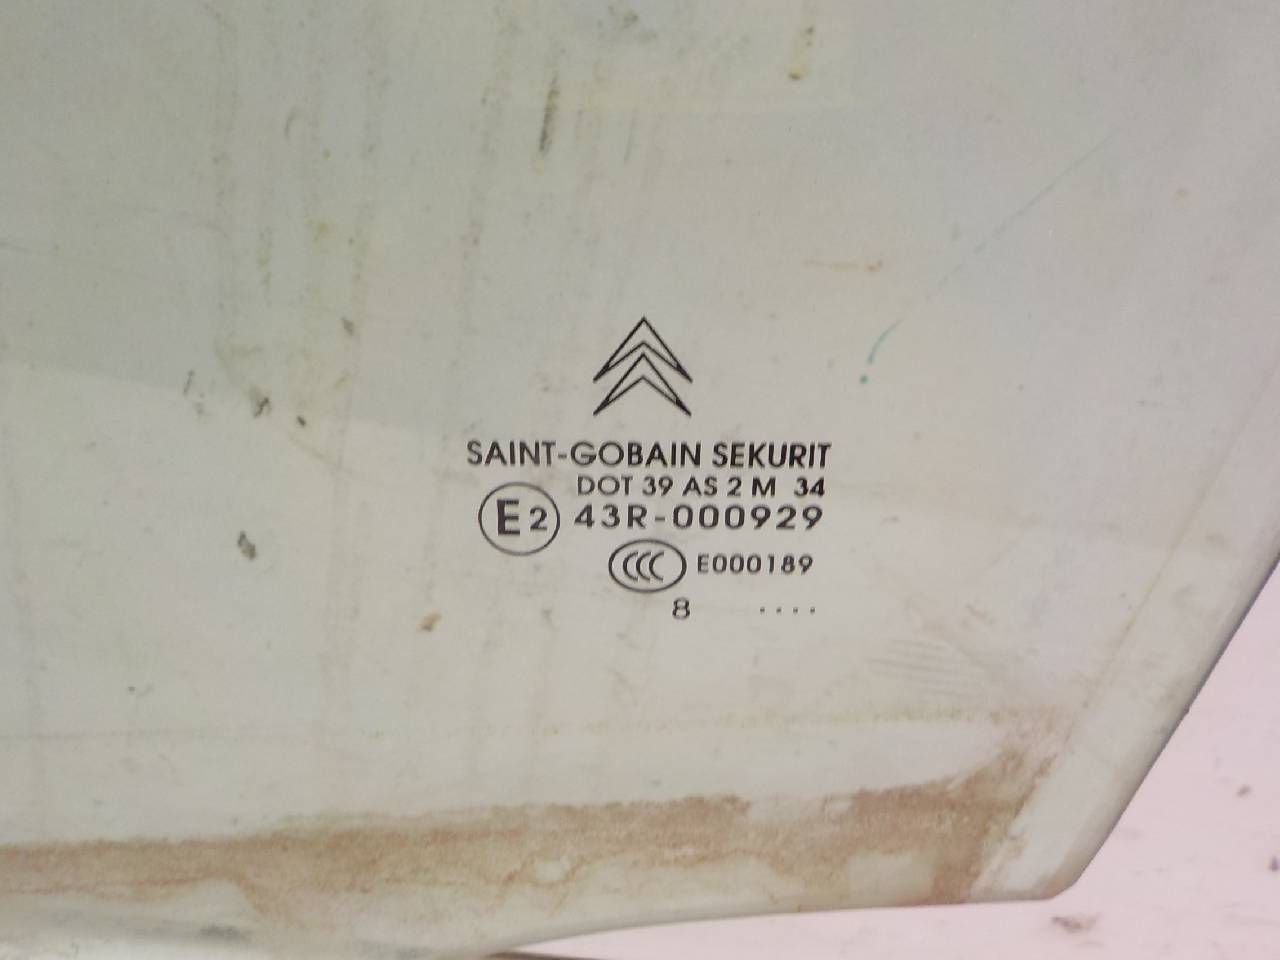 SAINT-GOBAIN SEKURIT
DOT 39 AS 2 M 34
E2 43R-000929
CCC E000189
8 ....